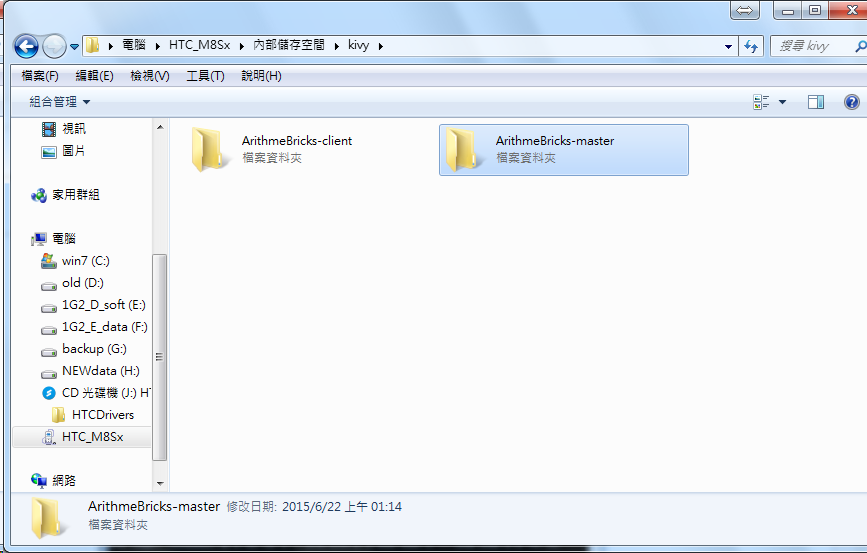 電腦 ▸ HTC_M8Sx ▸ 內部儲存空間 ▸ kivy ▸
搜尋 kivy
檔案(F) 編輯(E) 檢視(V) 工具(T) 說明(H)
組合管理
視訊
圖片
家用群組
電腦
win7 (C:)
old (D:)
1G2_D_soft (E:)
1G2_E_data (F:)
backup (G:)
NEWdata (H:)
CD 光碟機 (J:) HT
HTCDrivers
HTC_M8Sx
網路
ArithmeBricks-client
檔案資料夾
ArithmeBricks-master
檔案資料夾
ArithmeBricks-master 修改日期: 2015/6/22 上午 01:14
檔案資料夾